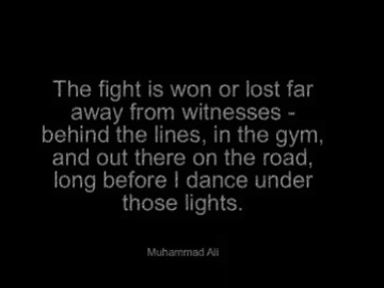 The fight is won or lost far
away from witnesses -
behind the lines, in the gym,
and out there on the road,
long before I dance under
those lights.
Muhammad Ali